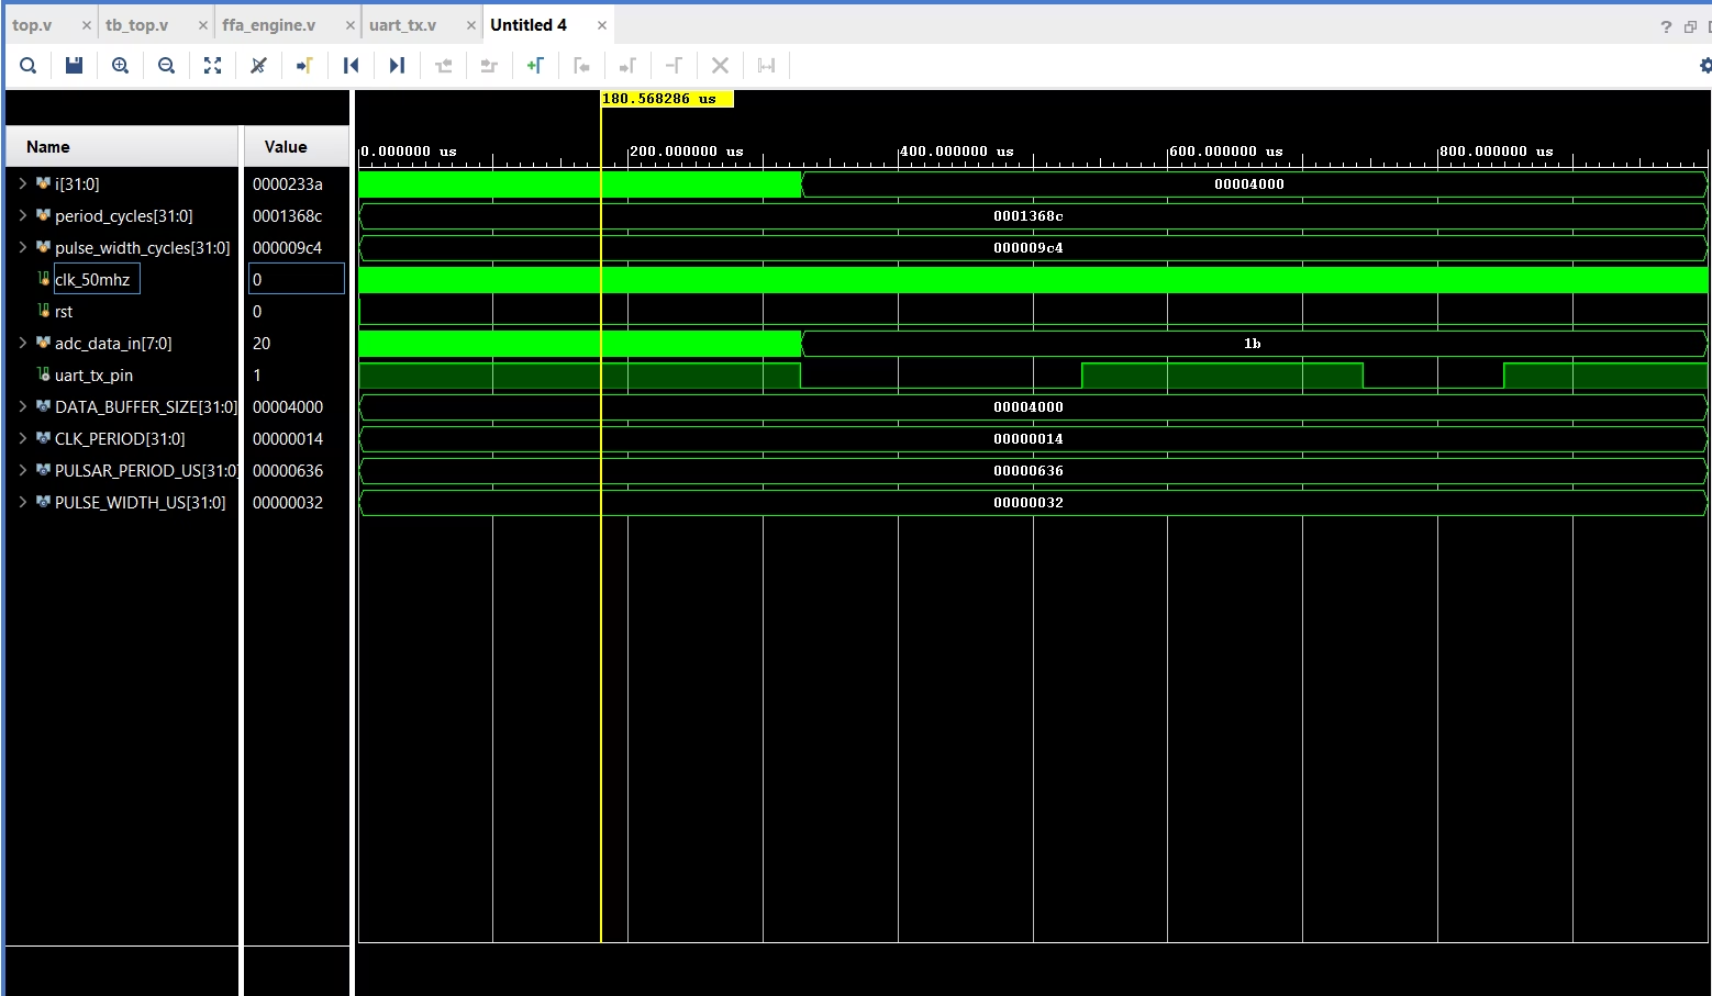 top.v × tb_top.v × ffa_engine.v × uart_tx.v × Untitled 4 ×
?
180.568286 us
Name Value
0.000000 us 200.000000 us 400.000000 us 600.000000 us 800.000000 us
i[31:0] 0000233a 00004000
period_cycles[31:0] 0001368c 0001368c
pulse_width_cycles[31:0] 000009c4 000009c4
clk_50mhz 0
rst 0
adc_data_in[7:0] 20 1b
uart_tx_pin 1
DATA_BUFFER_SIZE[31:0] 00004000 00004000
CLK_PERIOD[31:0] 00000014 00000014
PULSAR_PERIOD_US[31:0] 00000636 00000636
PULSE_WIDTH_US[31:0] 00000032 00000032